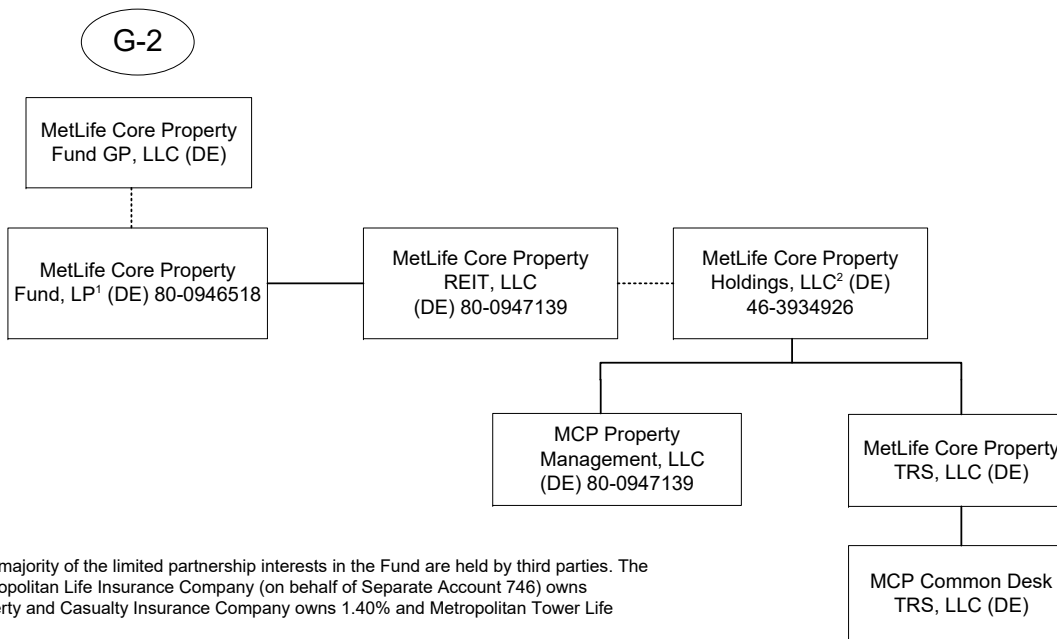 G-2
MetLife Core Property
Fund GP, LLC (DE)
MetLife Core Property
Fund, LP¹ (DE) 80-0946518
MetLife Core Property
REIT, LLC
(DE) 80-0947139
MetLife Core Property
Holdings, LLC² (DE)
46-3934926
MCP Property
Management, LLC
(DE) 80-0947139
MetLife Core Property
TRS, LLC (DE)
MCP Common Desk
TRS, LLC (DE)
majority of the limited partnership interests in the Fund are held by third parties. The
opolitan Life Insurance Company (on behalf of Separate Account 746) owns
erty and Casualty Insurance Company owns 1.40% and Metropolitan Tower Life